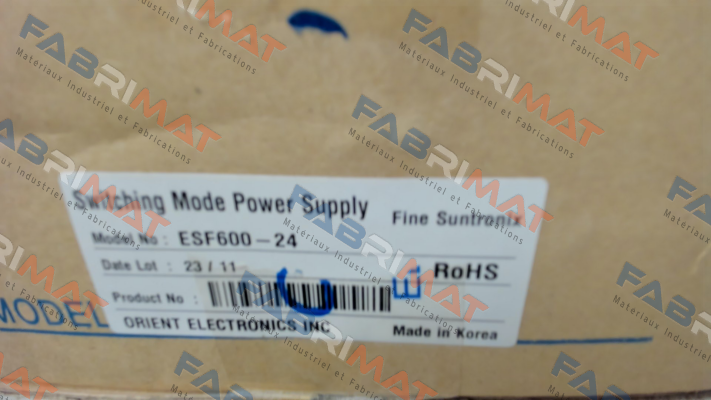 Switching Mode Power Supply
Fine Suntronix
Model No : ESF600-24
Date Lot : 23 / 11
RoHS
Product No :
MODEL
ORIENT ELECTRONICS INC
Made in Korea
FABRIMAT
Materiaux Industriel et Fabrications